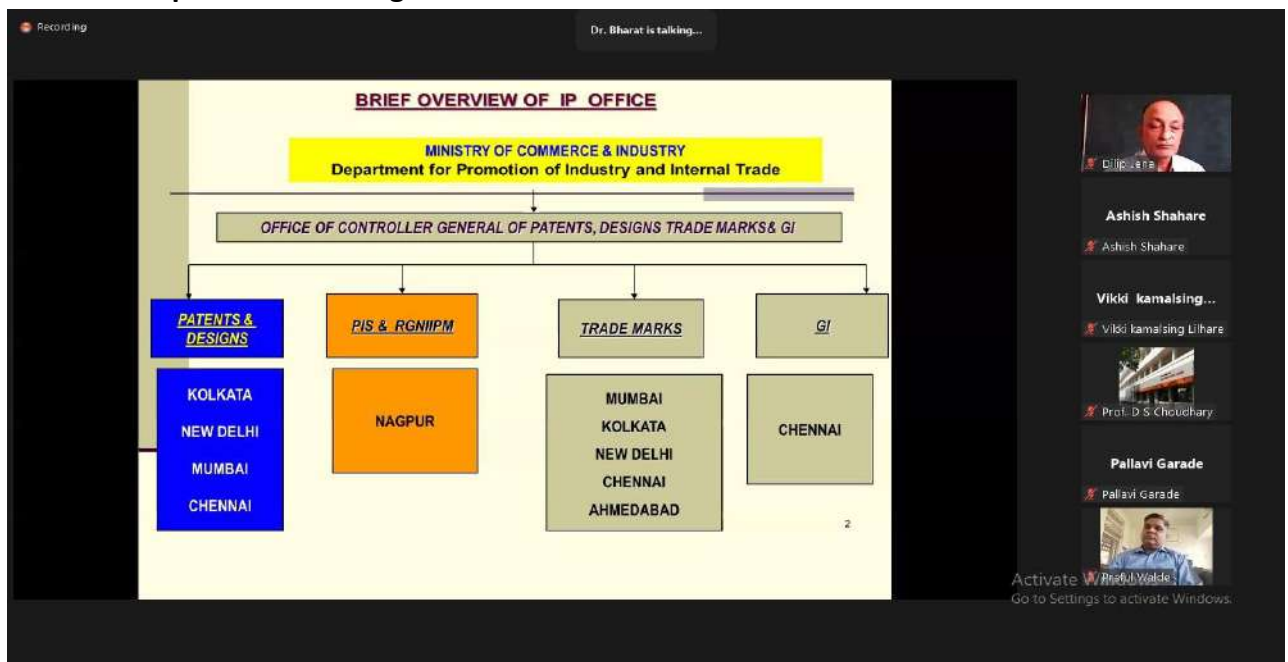 Recording
Dr. Bharat is talking...
BRIEF OVERVIEW OF IP OFFICE
MINISTRY OF COMMERCE & INDUSTRY
Department for Promotion of Industry and Internal Trade
OFFICE OF CONTROLLER GENERAL OF PATENTS, DESIGNS TRADE MARKS& GI
PATENTS &
DESIGNS
KOLKATA
NEW DELHI
MUMBAI
CHENNAI
PIS & RGNIIPM
NAGPUR
TRADE MARKS
MUMBAI
KOLKATA
NEW DELHI
CHENNAI
AHMEDABAD
GI
CHENNAI
2
Dilip Jena
Ashish Shahare
Ashish Shahare
Vikki kamalsing...
Vikki kamalsing Lilhare
Prof. D S Choudhary
Pallavi Garade
Pallavi Garade
Praful Walde
Activate Windows
Go to Settings to activate Windows.